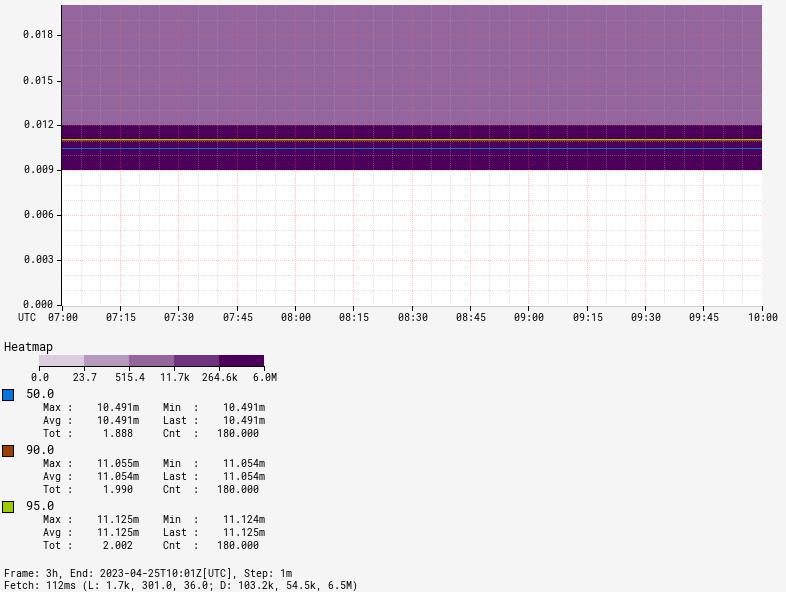 0.018
0.015
0.012
0.009
0.006
0.003
0.000
UTC 07:00 07:15 07:30 07:45 08:00 08:15 08:30 08:45 09:00 09:15 09:30 09:45 10:00
Heatmap
0.0 23.7 515.4 11.7k 264.6k 6.0M
50.0
Max : 10.491m Min : 10.491m
Avg : 10.491m Last : 10.491m
Tot : 1.888 Cnt : 180.000
90.0
Max : 11.055m Min : 11.054m
Avg : 11.054m Last : 11.054m
Tot : 1.990 Cnt : 180.000
95.0
Max : 11.125m Min : 11.124m
Avg : 11.125m Last : 11.125m
Tot : 2.002 Cnt : 180.000
Frame: 3h, End: 2023-04-25T10:01Z[UTC], Step: 1m
Fetch: 112ms (L: 1.7k, 301.0, 36.0; D: 103.2k, 54.5k, 6.5M)